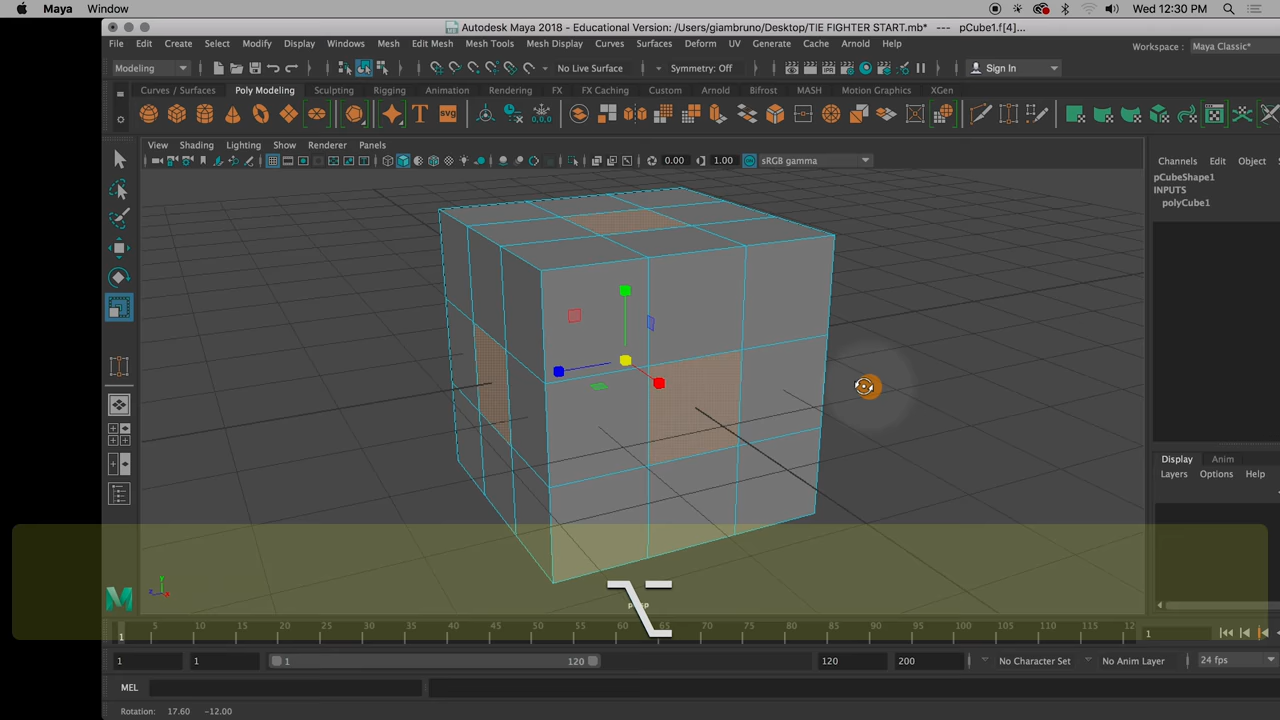 Maya Window Wed 12:30 PM
Autodesk Maya 2018 - Educational Version: /Users/giambruno/Desktop/TIE FIGHTER START.mb* --- pCube1.f[4]...
File Edit Create Select Modify Display Windows Mesh Edit Mesh Mesh Tools Mesh Display Curves Surfaces Deform UV Generate Cache Arnold Help
Workspace : Maya Classic*
Modeling No Live Surface Symmetry: Off Sign In
Curves / Surfaces Poly Modeling Sculpting Rigging Animation Rendering FX FX Caching Custom Arnold Bifrost MASH Motion Graphics XGen
T SVG 0,0,0
View Shading Lighting Show Renderer Panels
0.00 1.00 sRGB gamma
Channels Edit Object
pCubeShape1
INPUTS
polyCube1
Display Anim
Layers Options Help
y
z x
persp
M
1 5 10 15 20 25 30 35 40 45 50 55 60 65 70 75 80 85 90 95 100 105 110 115 12 1
1 1 1 120 120 200 No Character Set No Anim Layer 24 fps
MEL
Rotation: 17.60 -12.00